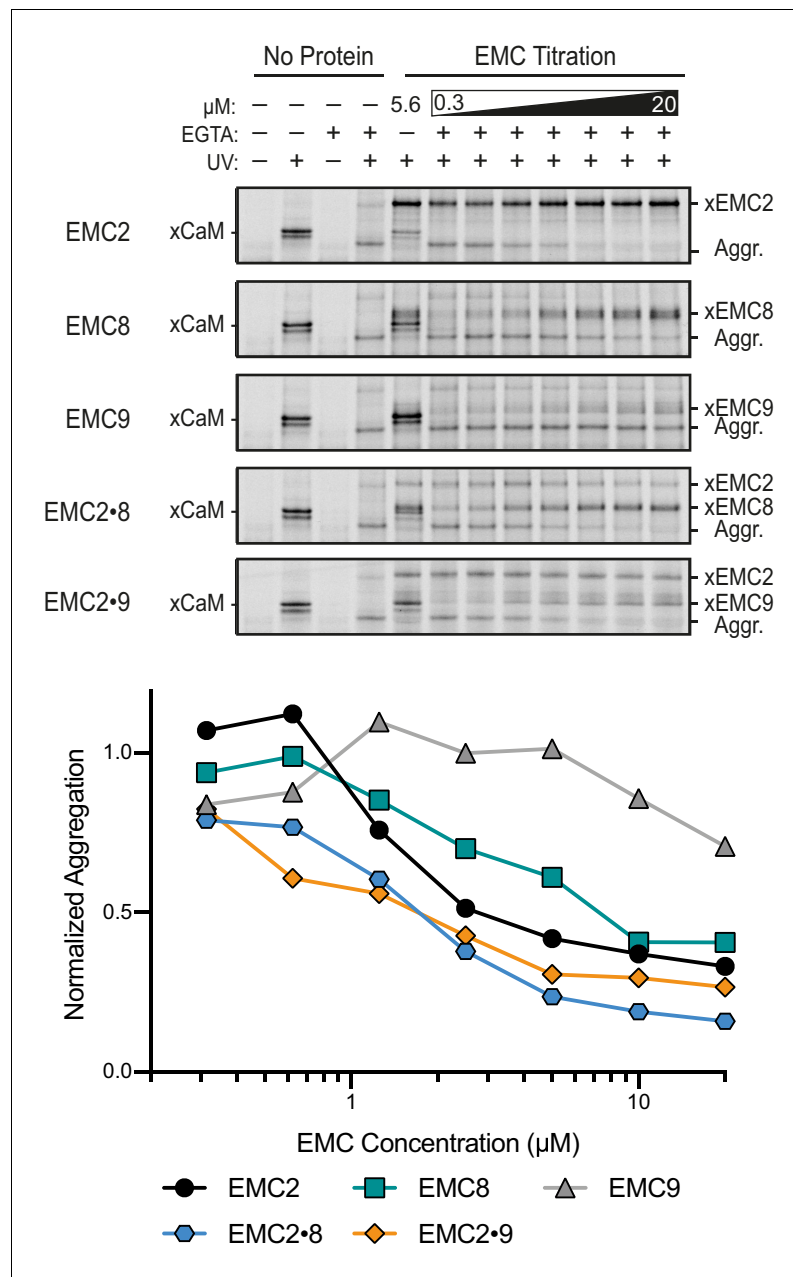 No Protein EMC Titration
µM: – – – – 5.6 0.3 20
EGTA: – – + + – + + + + + + +
UV: – + – + + + + + + + + +
EMC2 xCaM xEMC2
Aggr.
EMC8 xCaM xEMC8
Aggr.
EMC9 xCaM xEMC9
Aggr.
EMC2•8 xCaM xEMC2
xEMC8
Aggr.
EMC2•9 xCaM xEMC2
xEMC9
Aggr.
Normalized Aggregation
1.0
0.5
0.0
1 10
EMC Concentration (µM)
EMC2 EMC8 EMC9
EMC2•8 EMC2•9